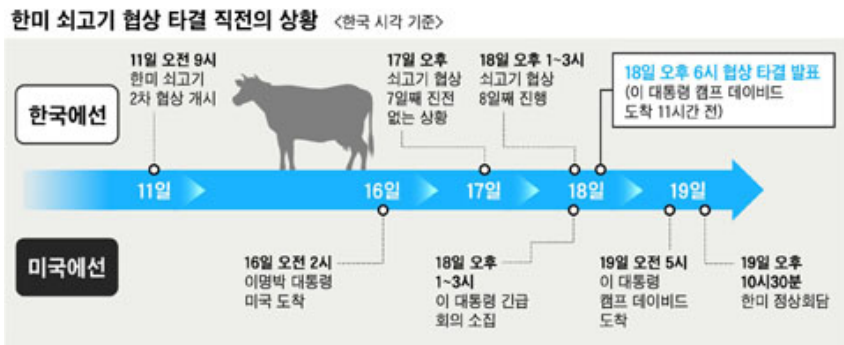 한미 쇠고기 협상 타결 직전의 상황 <한국 시각 기준>
한국에선
11일 오전 9시
한미 쇠고기
2차 협상 개시
17일 오후
쇠고기 협상
7일째 진전
없는 상황
18일 오후 1~3시
쇠고기 협상
8일째 진행
18일 오후 6시 협상 타결 발표
(이 대통령 캠프 데이비드
도착 11시간 전)
11일
16일
17일
18일
19일
미국에선
16일 오전 2시
이명박 대통령
미국 도착
18일 오후
1~3시
이 대통령 긴급
회의 소집
19일 오전 5시
이 대통령
캠프 데이비드
도착
19일 오후
10시30분
한미 정상회담